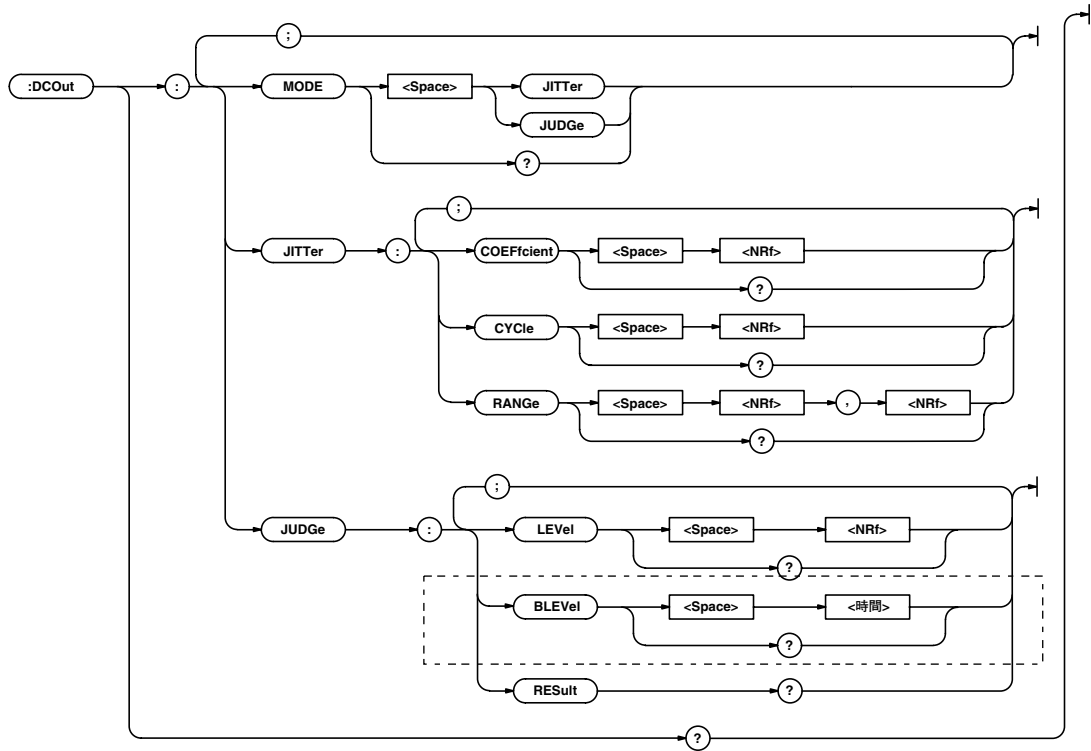 ;
:DCOut : MODE <Space> JITTer
JUDGe
?
;
JITTer : COEFfcient <Space> <NRf>
?
CYCle <Space> <NRf>
?
RANGe <Space> <NRf> , <NRf>
?
;
JUDGe : LEVel <Space> <NRf>
?
BLEVel <Space> <時間>
?
RESult ?
?